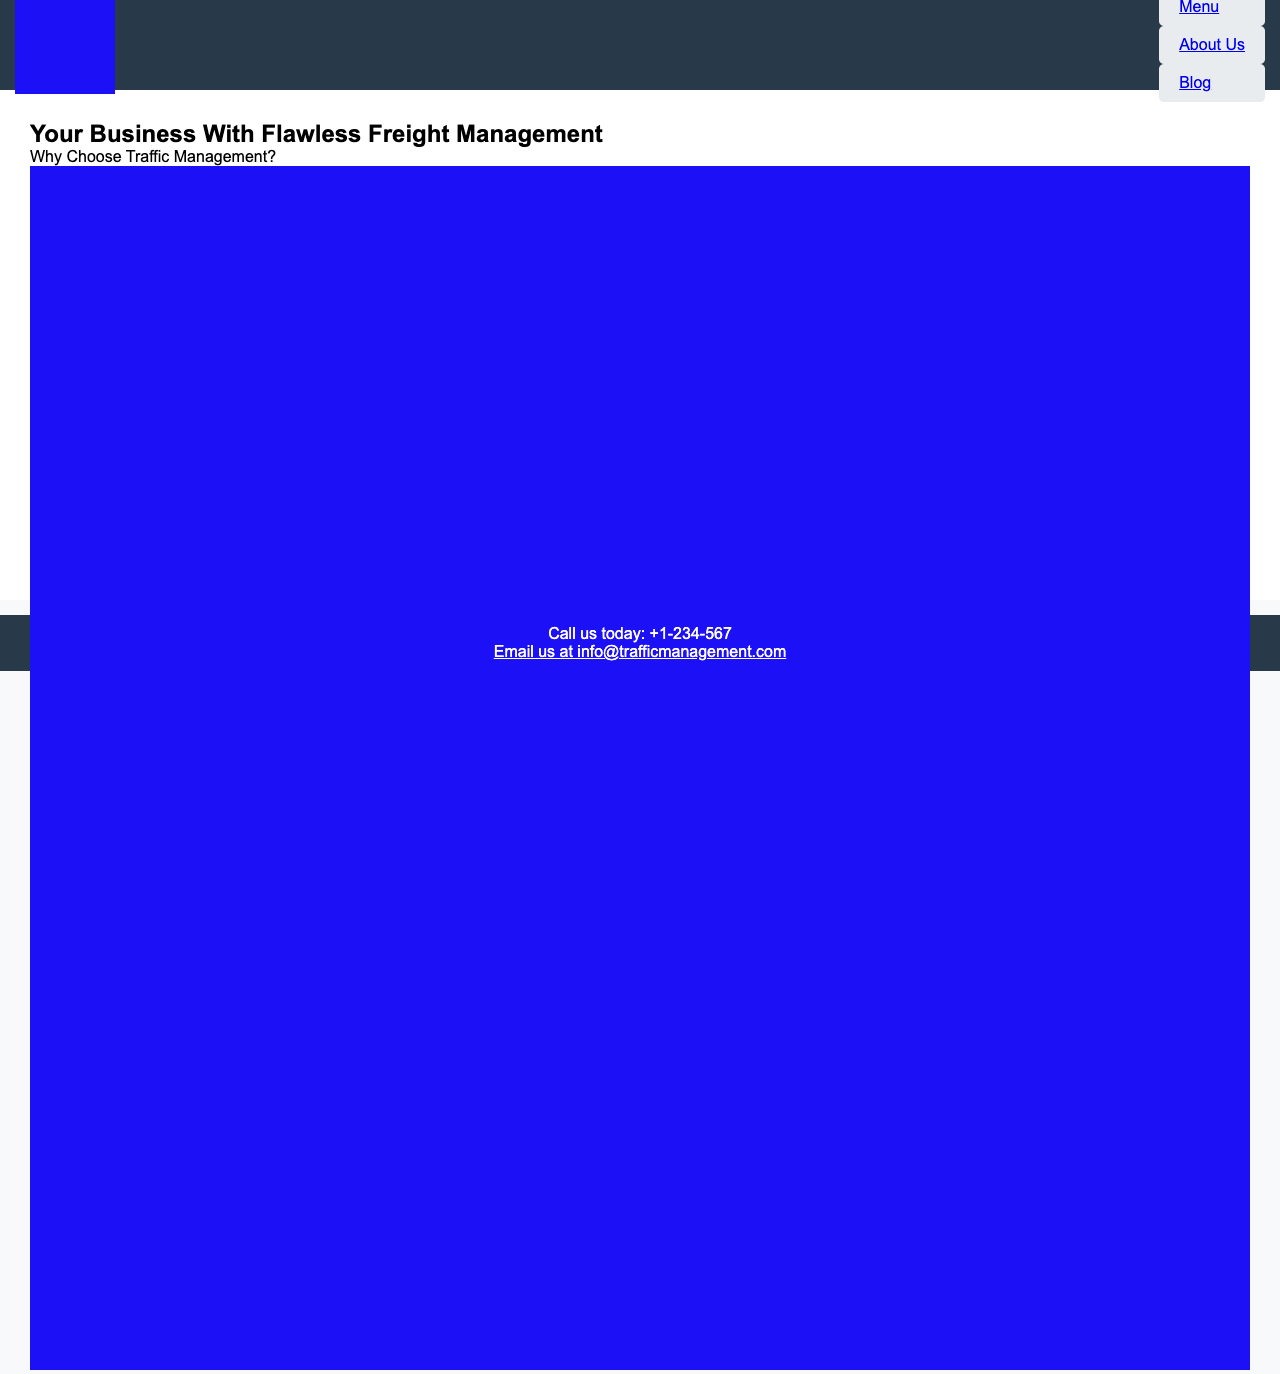 Menu
About Us
Blog
Your Business With Flawless Freight Management
Why Choose Traffic Management?
Call us today: +1-234-567
Email us at info@trafficmanagement.com